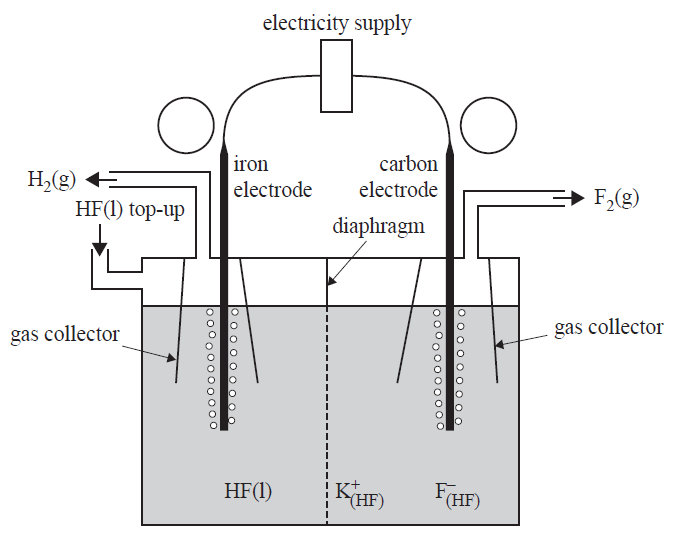 electricity supply
iron
electrode
carbon
electrode
H₂(g)
F₂(g)
HF(l) top-up
diaphragm
gas collector
gas collector
HF(l)
K⁺(HF)
F⁻(HF)